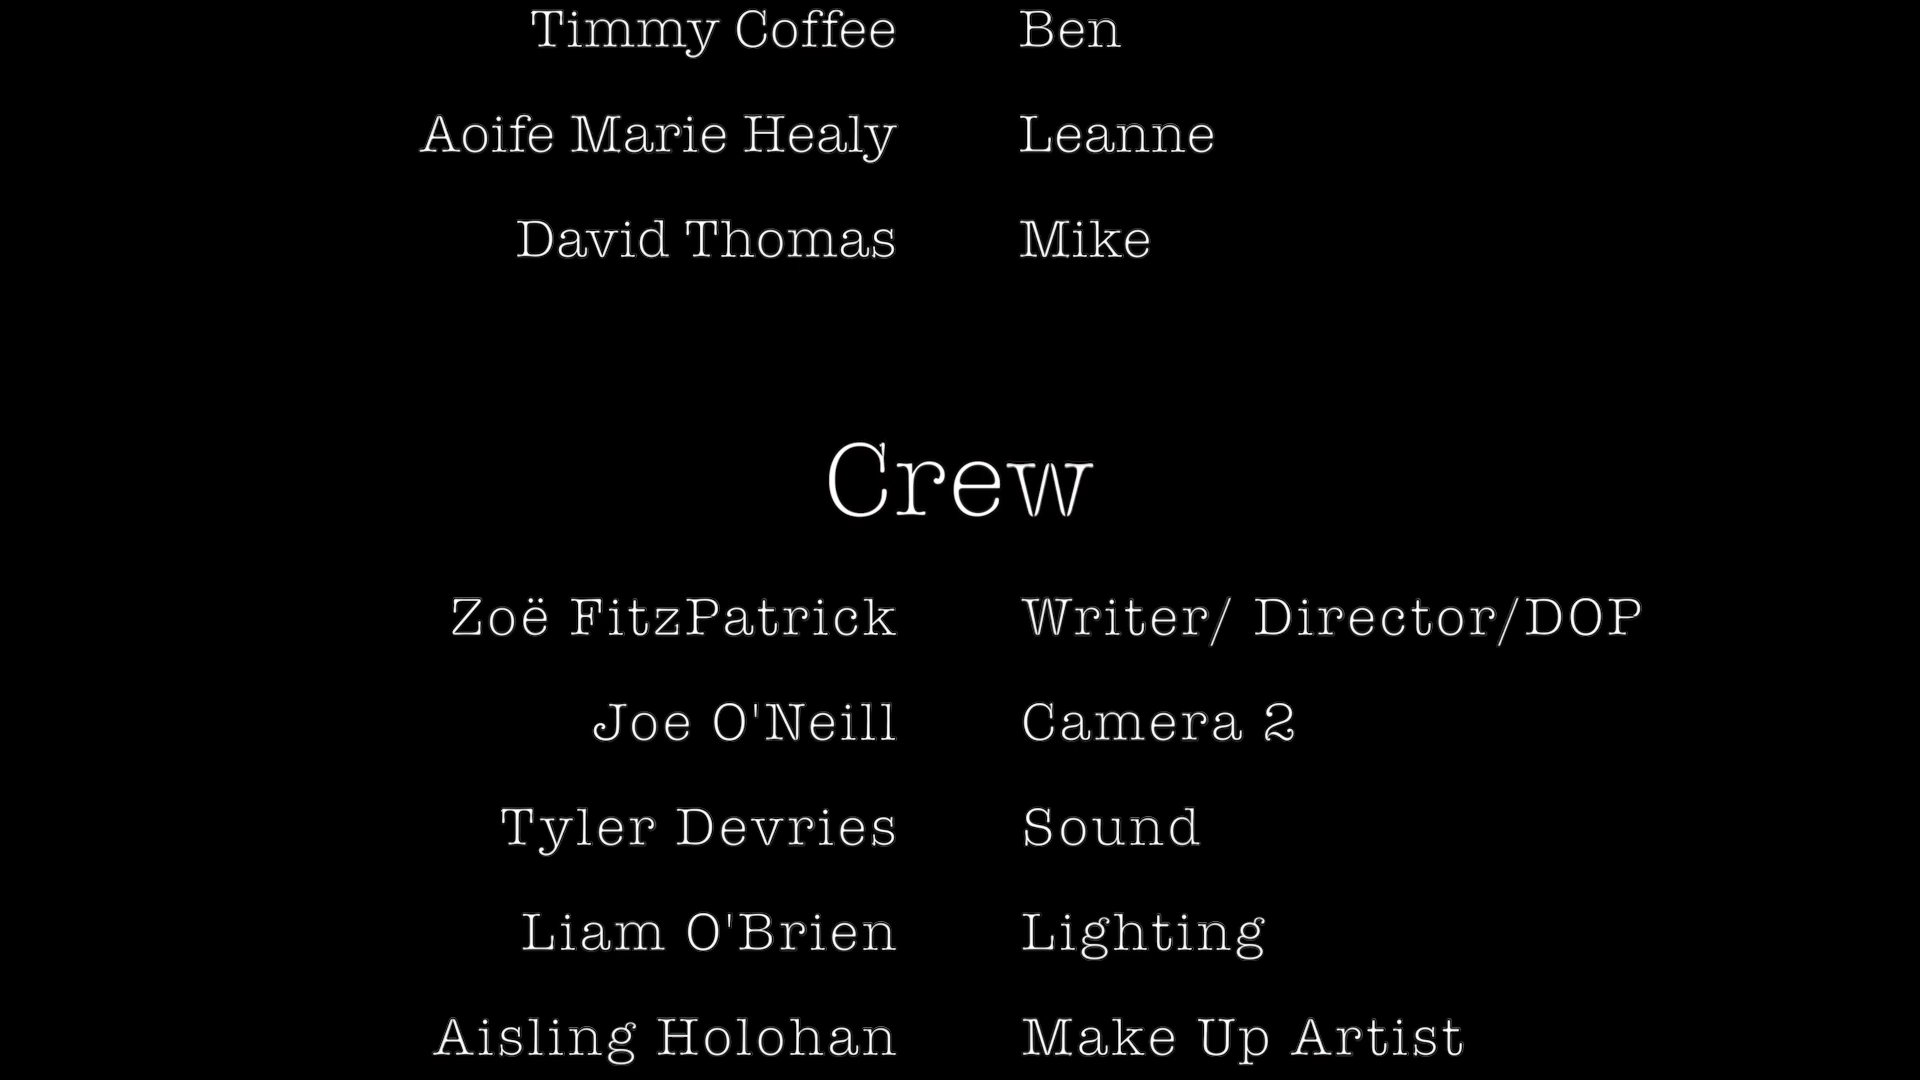 Timmy Coffee Ben
Aoife Marie Healy Leanne
David Thomas Mike
Crew
Zoë FitzPatrick Writer/ Director/DOP
Joe O'Neill Camera 2
Tyler Devries Sound
Liam O'Brien Lighting
Aisling Holohan Make Up Artist